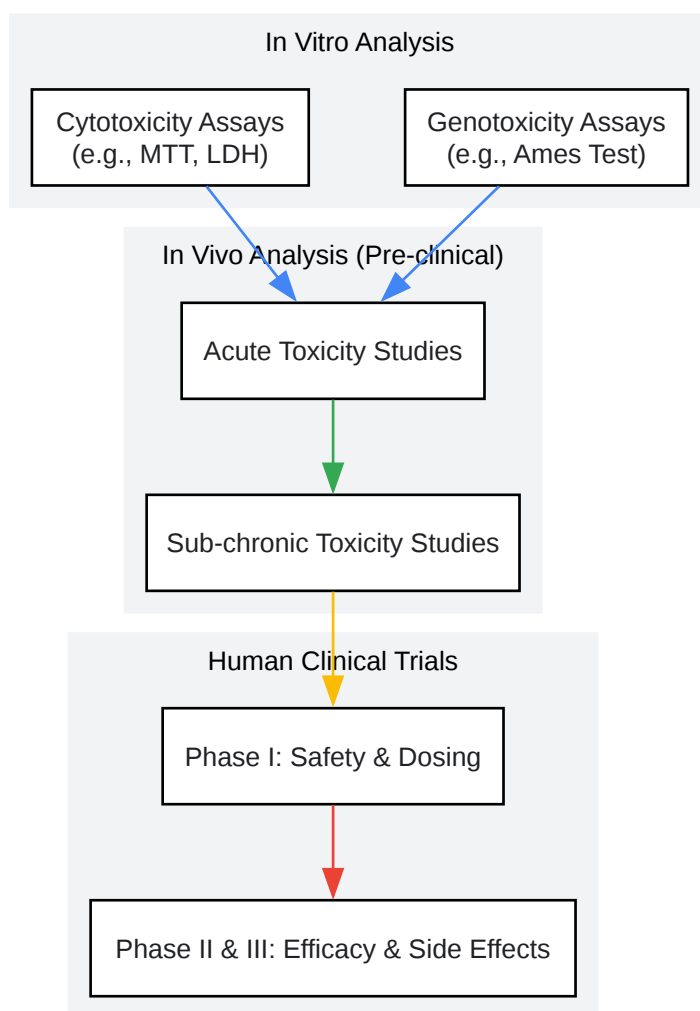 In Vitro Analysis
Cytotoxicity Assays
(e.g., MTT, LDH)
Genotoxicity Assays
(e.g., Ames Test)
In Vivo Analysis (Pre-clinical)
Acute Toxicity Studies
Sub-chronic Toxicity Studies
Human Clinical Trials
Phase I: Safety & Dosing
Phase II & III: Efficacy & Side Effects